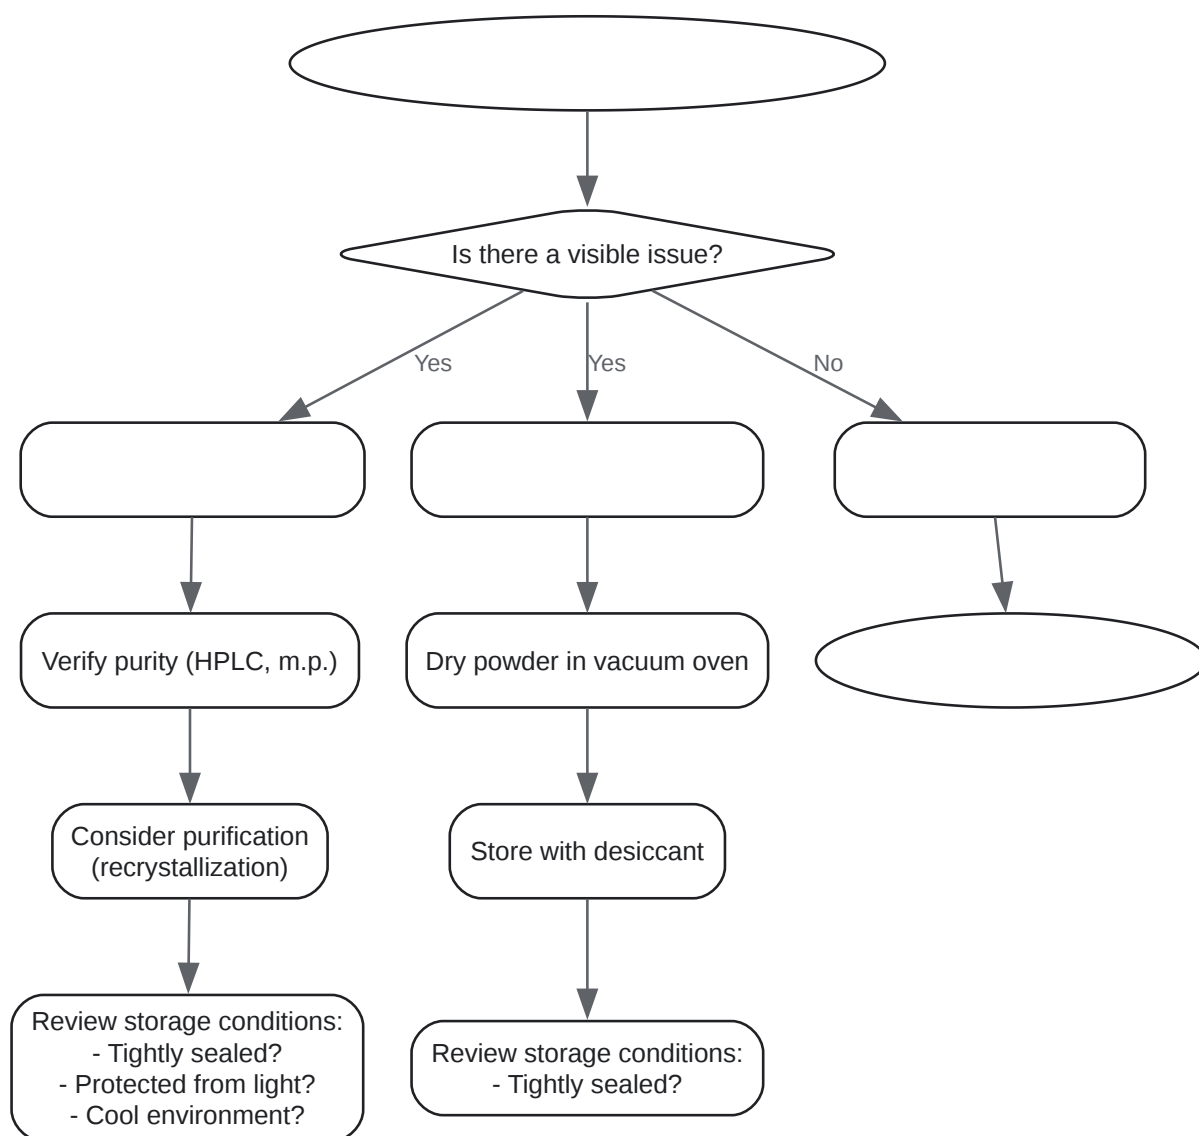 Is there a visible issue?
Yes
Yes
No
Verify purity (HPLC, m.p.)
Dry powder in vacuum oven
Consider purification
(recrystallization)
Store with desiccant
Review storage conditions:
- Tightly sealed?
- Protected from light?
- Cool environment?
Review storage conditions:
- Tightly sealed?